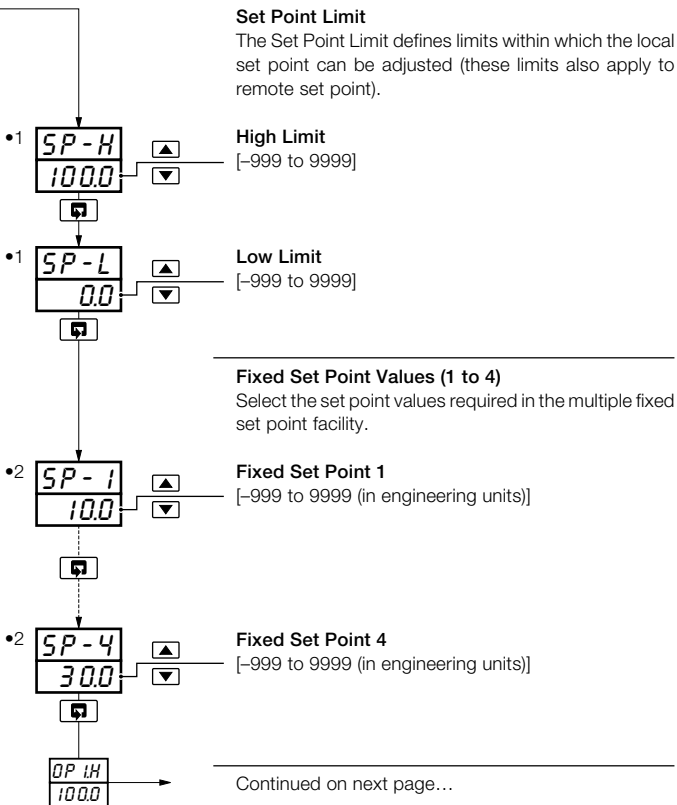 Set Point Limit
The Set Point Limit defines limits within which the local
set point can be adjusted (these limits also apply to
remote set point).
•1 SP-H
100.0
High Limit
[–999 to 9999]
•1 SP-L
0.0
Low Limit
[–999 to 9999]
Fixed Set Point Values (1 to 4)
Select the set point values required in the multiple fixed
set point facility.
•2 SP-1
10.0
Fixed Set Point 1
[–999 to 9999 (in engineering units)]
•2 SP-4
30.0
Fixed Set Point 4
[–999 to 9999 (in engineering units)]
OP1.H
100.0
Continued on next page…